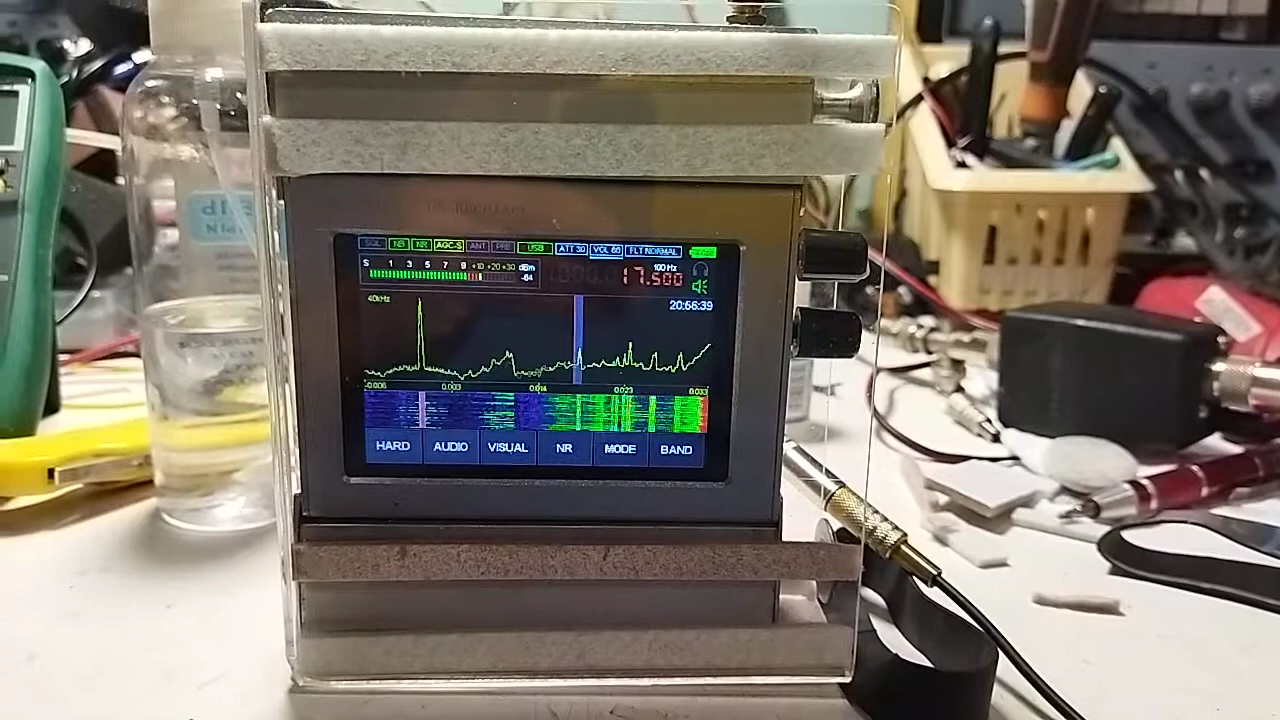 SQL NB NR AGC-S ANT PRE USB ATT 30 VOL 60 FLT NORMAL
S 1 3 5 7 9 +10 +20 +30 dBm
-64
100 Hz
17.500
40kHz
20:56:39
-0.006 0.003 0.014 0.023 0.033
HARD AUDIO VISUAL NR MODE BAND